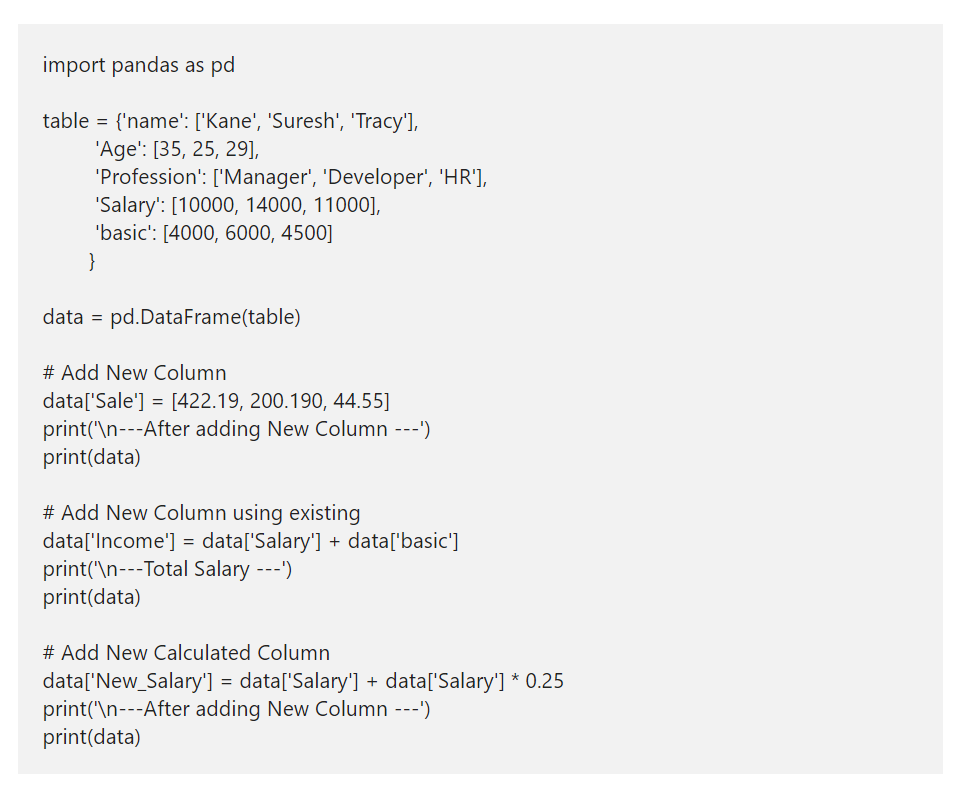 import pandas as pd
table = {'name': ['Kane', 'Suresh', 'Tracy'],
'Age': [35, 25, 29],
'Profession': ['Manager', 'Developer', 'HR'],
'Salary': [10000, 14000, 11000],
'basic': [4000, 6000, 4500]
}
data = pd.DataFrame(table)
# Add New Column
data['Sale'] = [422.19, 200.190, 44.55]
print('\n---After adding New Column ---')
print(data)
# Add New Column using existing
data['Income'] = data['Salary'] + data['basic']
print('\n---Total Salary ---')
print(data)
# Add New Calculated Column
data['New_Salary'] = data['Salary'] + data['Salary'] * 0.25
print('\n---After adding New Column ---')
print(data)